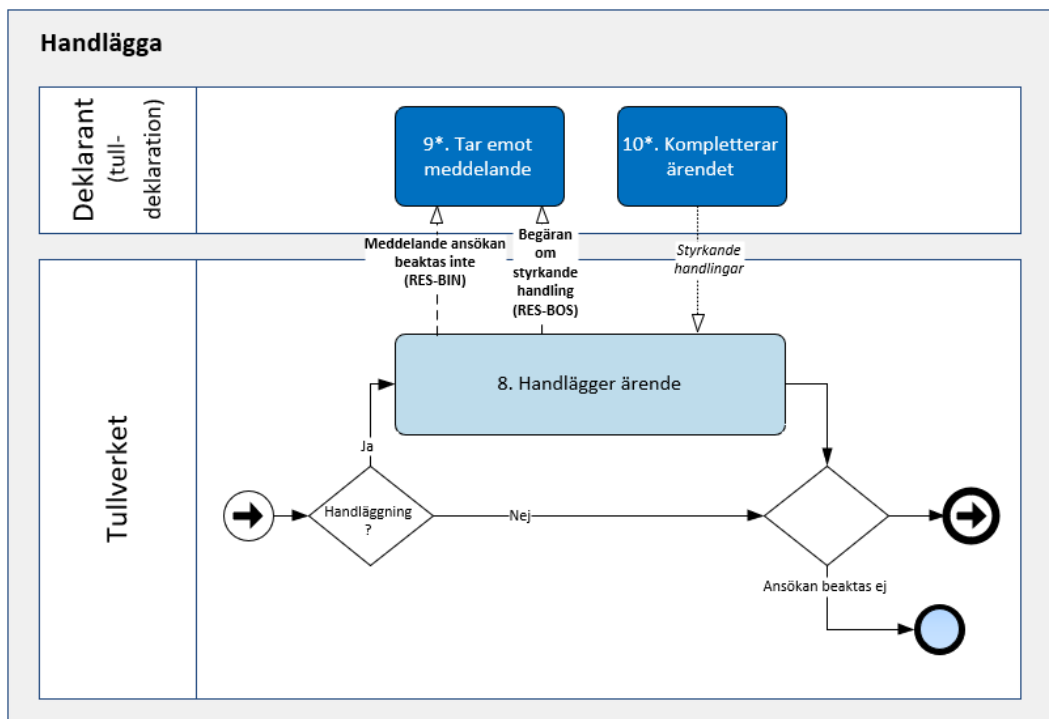 Handlägga
Deklarant
(tull-
deklaration)
9*. Tar emot
meddelande
10*. Kompletterar
ärendet
Meddelande ansökan
beaktas inte
(RES-BIN)
Begäran
om
styrkande
handling
(RES-BOS)
Styrkande
handlingar
Tullverket
8. Handlägger ärende
Ja
Handläggning
?
Nej
Ansökan beaktas ej